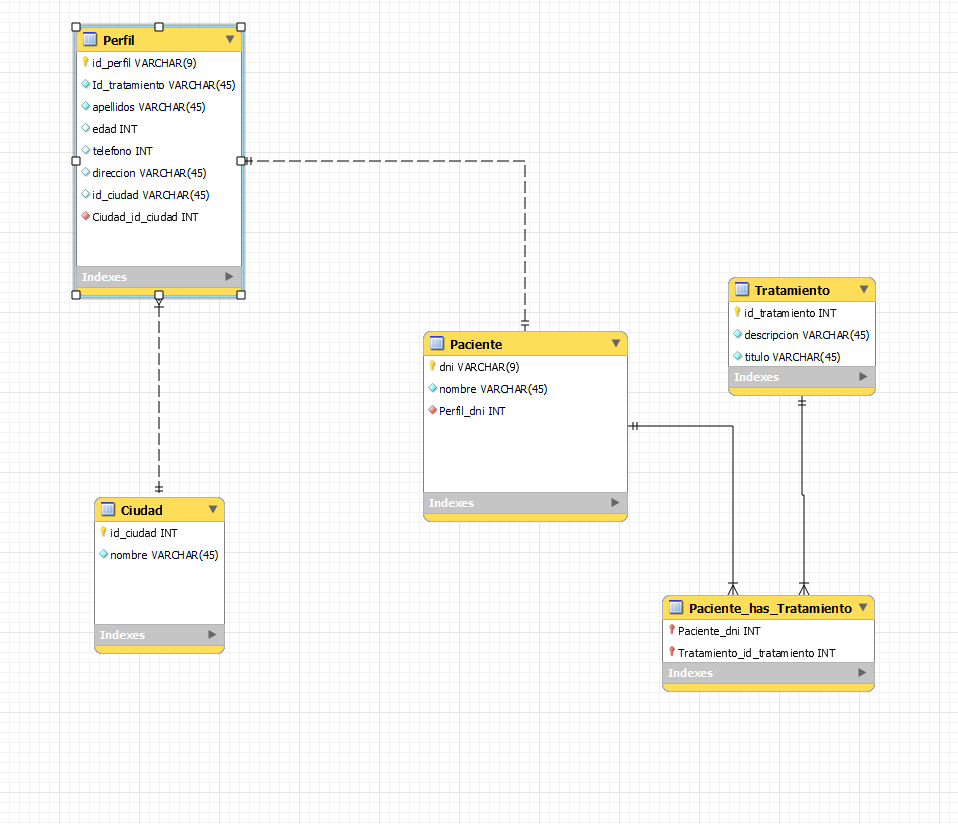 Perfil
id_perfil VARCHAR(9)
Id_tratamiento VARCHAR(45)
apellidos VARCHAR(45)
edad INT
telefono INT
direccion VARCHAR(45)
id_ciudad VARCHAR(45)
Ciudad_id_ciudad INT
Indexes
Tratamiento
id_tratamiento INT
descripcion VARCHAR(45)
titulo VARCHAR(45)
Indexes
Paciente
dni VARCHAR(9)
nombre VARCHAR(45)
Perfil_dni INT
Indexes
Ciudad
id_ciudad INT
nombre VARCHAR(45)
Indexes
Paciente_has_Tratamiento
Paciente_dni INT
Tratamiento_id_tratamiento INT
Indexes